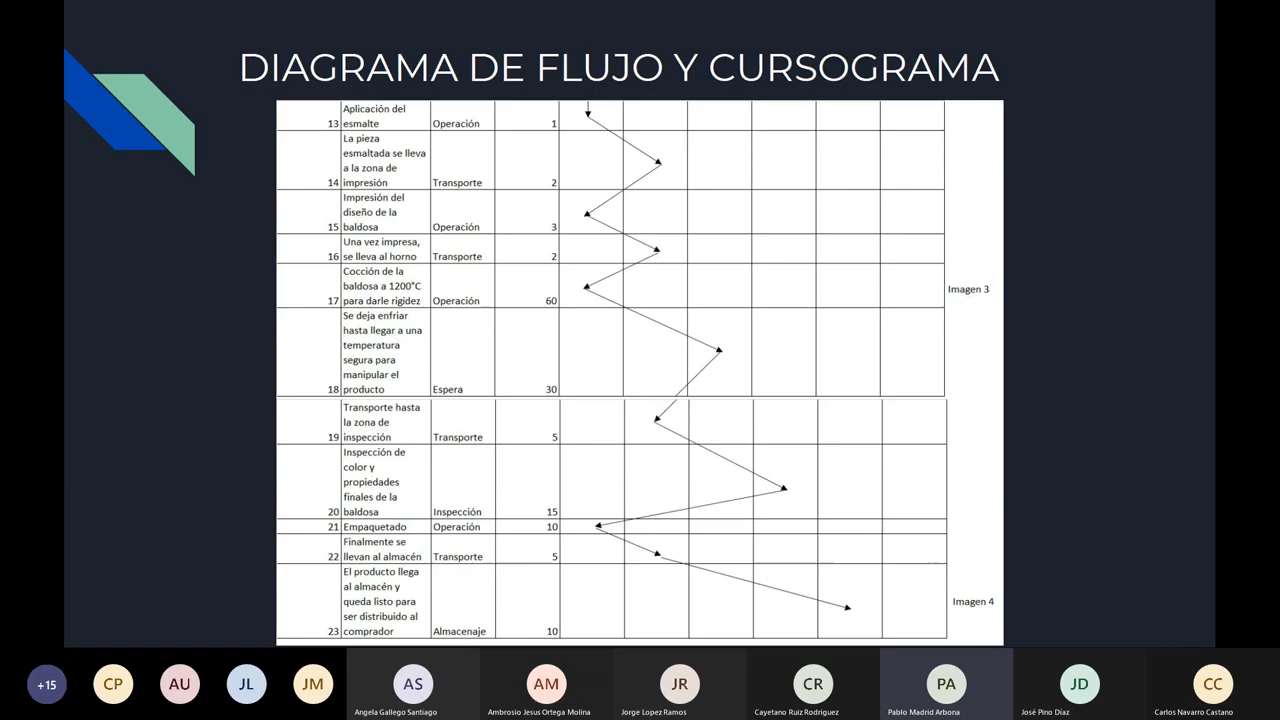 DIAGRAMA DE FLUJO Y CURSOGRAMA
Aplicación del
13 esmalte Operación 1
La pieza
esmaltada se lleva
a la zona de
14 impresión Transporte 2
Impresión del
diseño de la
15 baldosa Operación 3
Una vez impresa,
16 se lleva al horno Transporte 2
Cocción de la
baldosa a 1200°C
17 para darle rigidez Operación 60
Imagen 3
Se deja enfriar
hasta llegar a una
temperatura
segura para
manipular el
18 producto Espera 30
Transporte hasta
la zona de
19 inspección Transporte 5
Inspección de
color y
propiedades
finales de la
20 baldosa Inspección 15
21 Empaquetado Operación 10
Finalmente se
22 llevan al almacén Transporte 5
El producto llega
al almacén y
queda listo para
ser distribuido al
23 comprador Almacenaje 10
Imagen 4
+15 CP AU JL JM AS AM JR CR PA JD CC
Angela Gallego Santiago Ambrosio Jesus Ortega Molina Jorge Lopez Ramos Cayetano Ruiz Rodriguez Pablo Madrid Arbona José Pino Díaz Carlos Navarro Castano